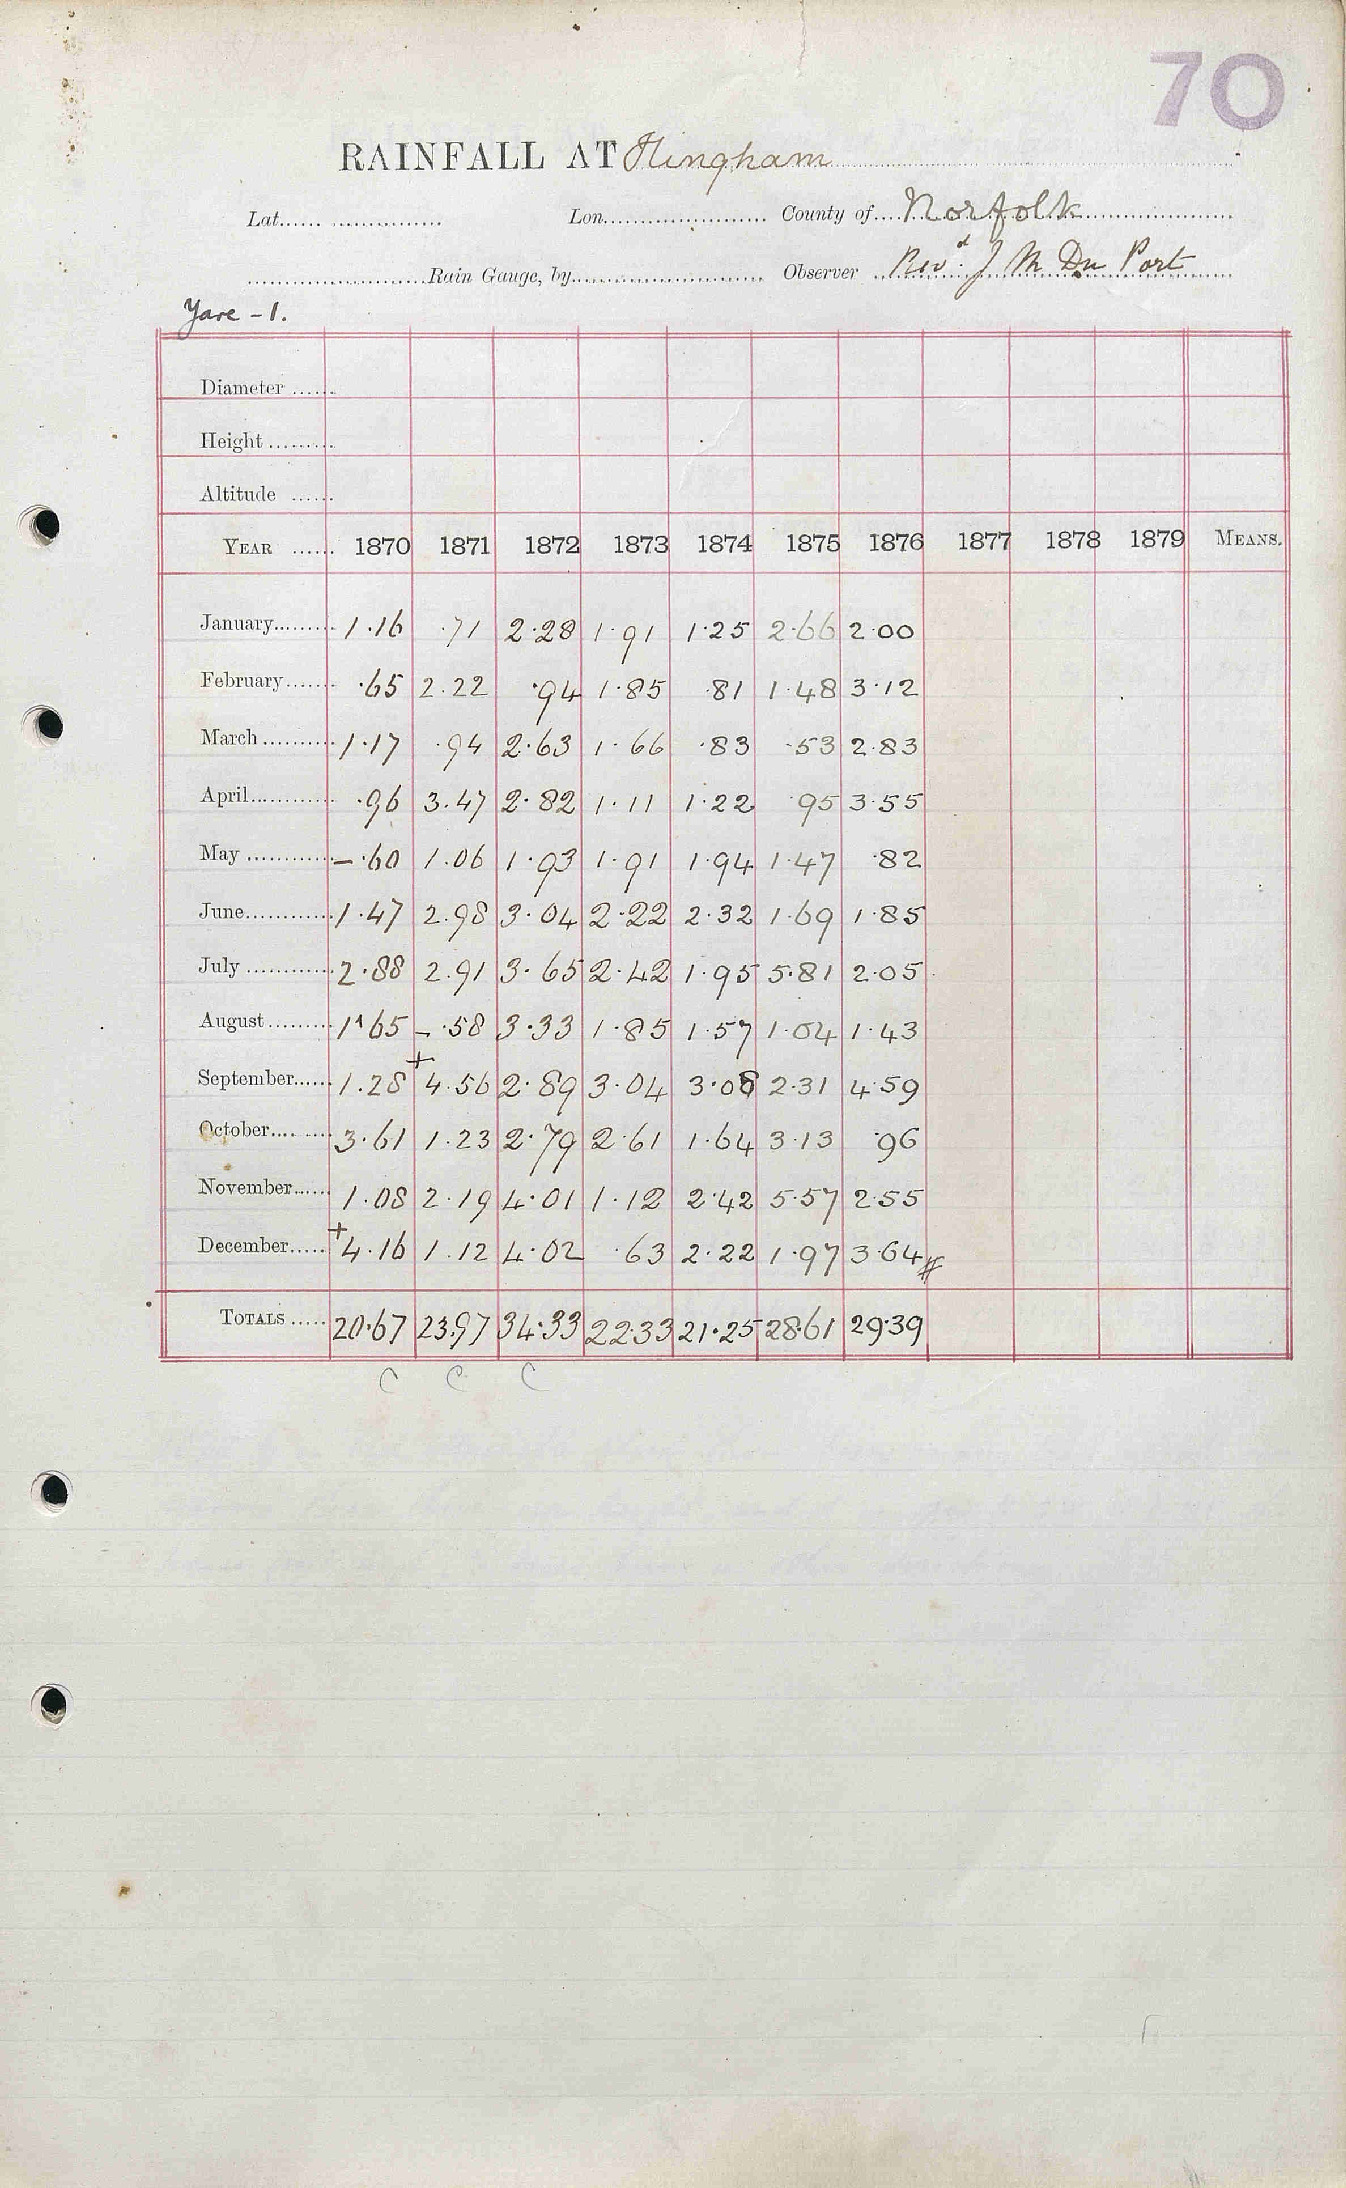 70
RAINFALL AT Hingham
Lat. Lon. County of Norfolk
Rain Gauge, by Observer Revd. J M Du Port
Yare - 1.
Diameter
Height
Altitude
YEAR 1870 1871 1872 1873 1874 1875 1876 1877 1878 1879 MEANS.
January 1·16 ·71 2·28 1·91 1·25 2·66 2·00
February ·65 2.22 ·94 1·85 ·81 1·48 3·12
March 1·17 ·94 2·63 1·66 ·83 ·53 2·83
April ·96 3.47 2·82 1·11 1·22 ·95 3·55
May – ·60 1.06 1·93 1·91 1·94 1·47 ·82
June 1·47 2.98 3·04 2·22 2·32 1·69 1·85
July 2·88 2.91 3·65 2·42 1·95 5·81 2·05
August 1·65 – ·58 3·33 1·85 1·57 1·04 1·43
September 1.28 + 4.56 2·89 3·04 3·08 2·31 4·59
October 3·61 1.23 2·79 2·61 1·64 3·13 ·96
November 1·08 2·19 4·01 1·12 2·42 5·57 2·55
December + 4·16 1.12 4·02 ·63 2·22 1·97 3·64 #
TOTALS 20·67 23.97 34·33 22·33 21·25 28·61 29·39
C C C